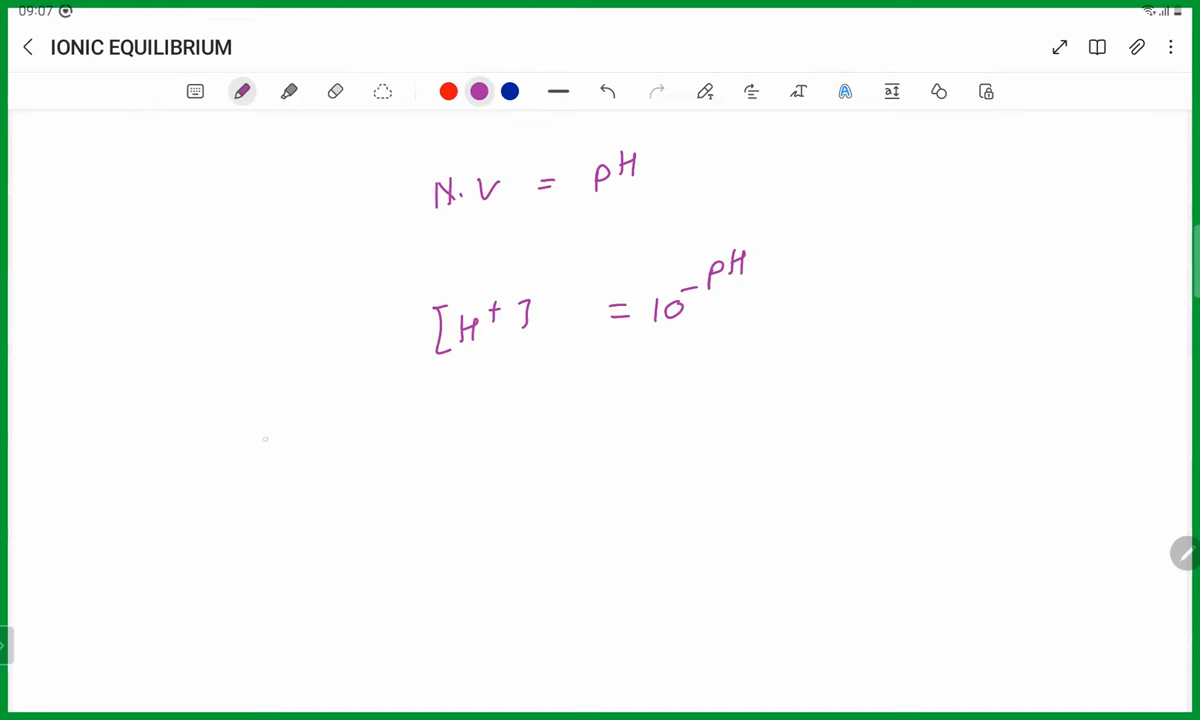 09:07
IONIC EQUILIBRIUM
N.V = pH
[H⁺] = 10⁻ᵖᴴ